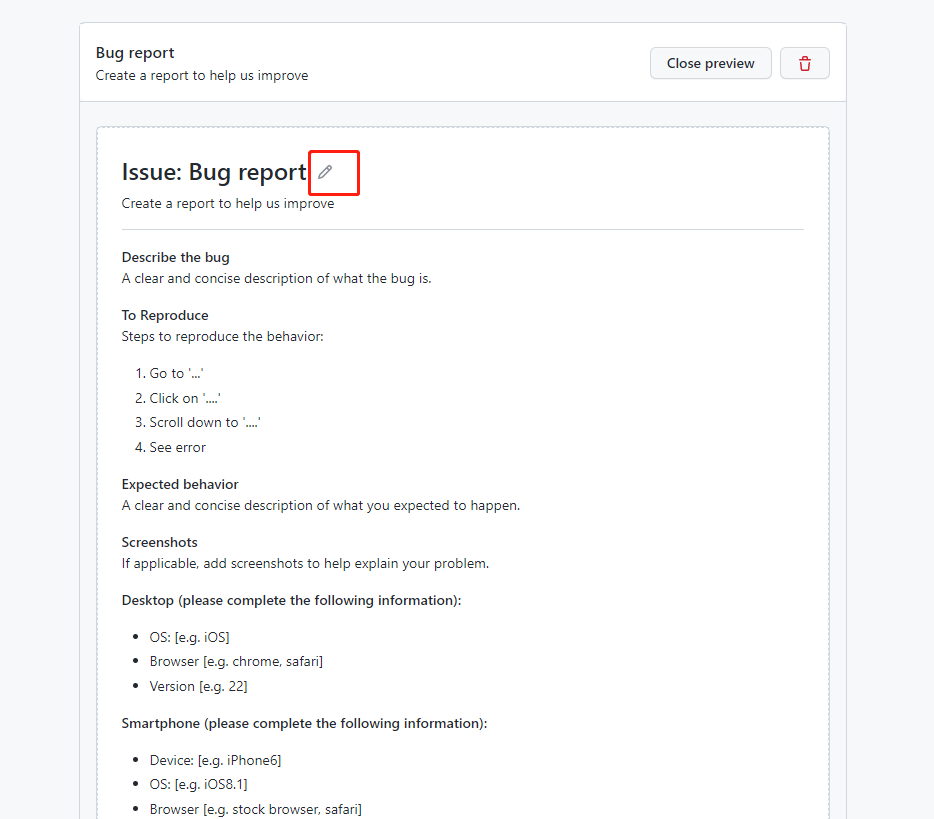 Bug report
Create a report to help us improve
Close preview
Issue: Bug report
Create a report to help us improve
Describe the bug
A clear and concise description of what the bug is.
To Reproduce
Steps to reproduce the behavior:
1. Go to '...'
2. Click on '....'
3. Scroll down to '....'
4. See error
Expected behavior
A clear and concise description of what you expected to happen.
Screenshots
If applicable, add screenshots to help explain your problem.
Desktop (please complete the following information):
• OS: [e.g. iOS]
• Browser [e.g. chrome, safari]
• Version [e.g. 22]
Smartphone (please complete the following information):
• Device: [e.g. iPhone6]
• OS: [e.g. iOS8.1]
• Browser [e.g. stock browser, safari]